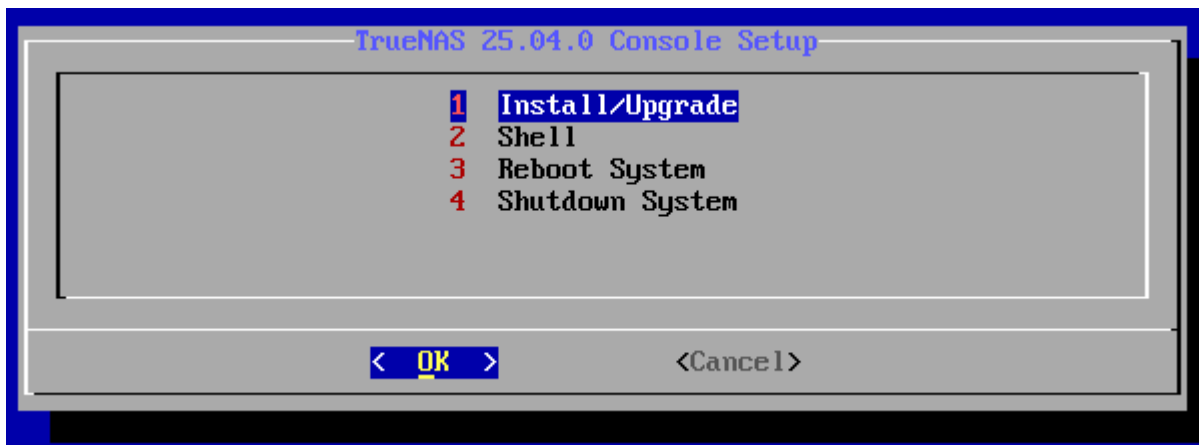 TrueNAS 25.04.0 Console Setup
1 Install/Upgrade
2 Shell
3 Reboot System
4 Shutdown System
< OK > <Cancel>